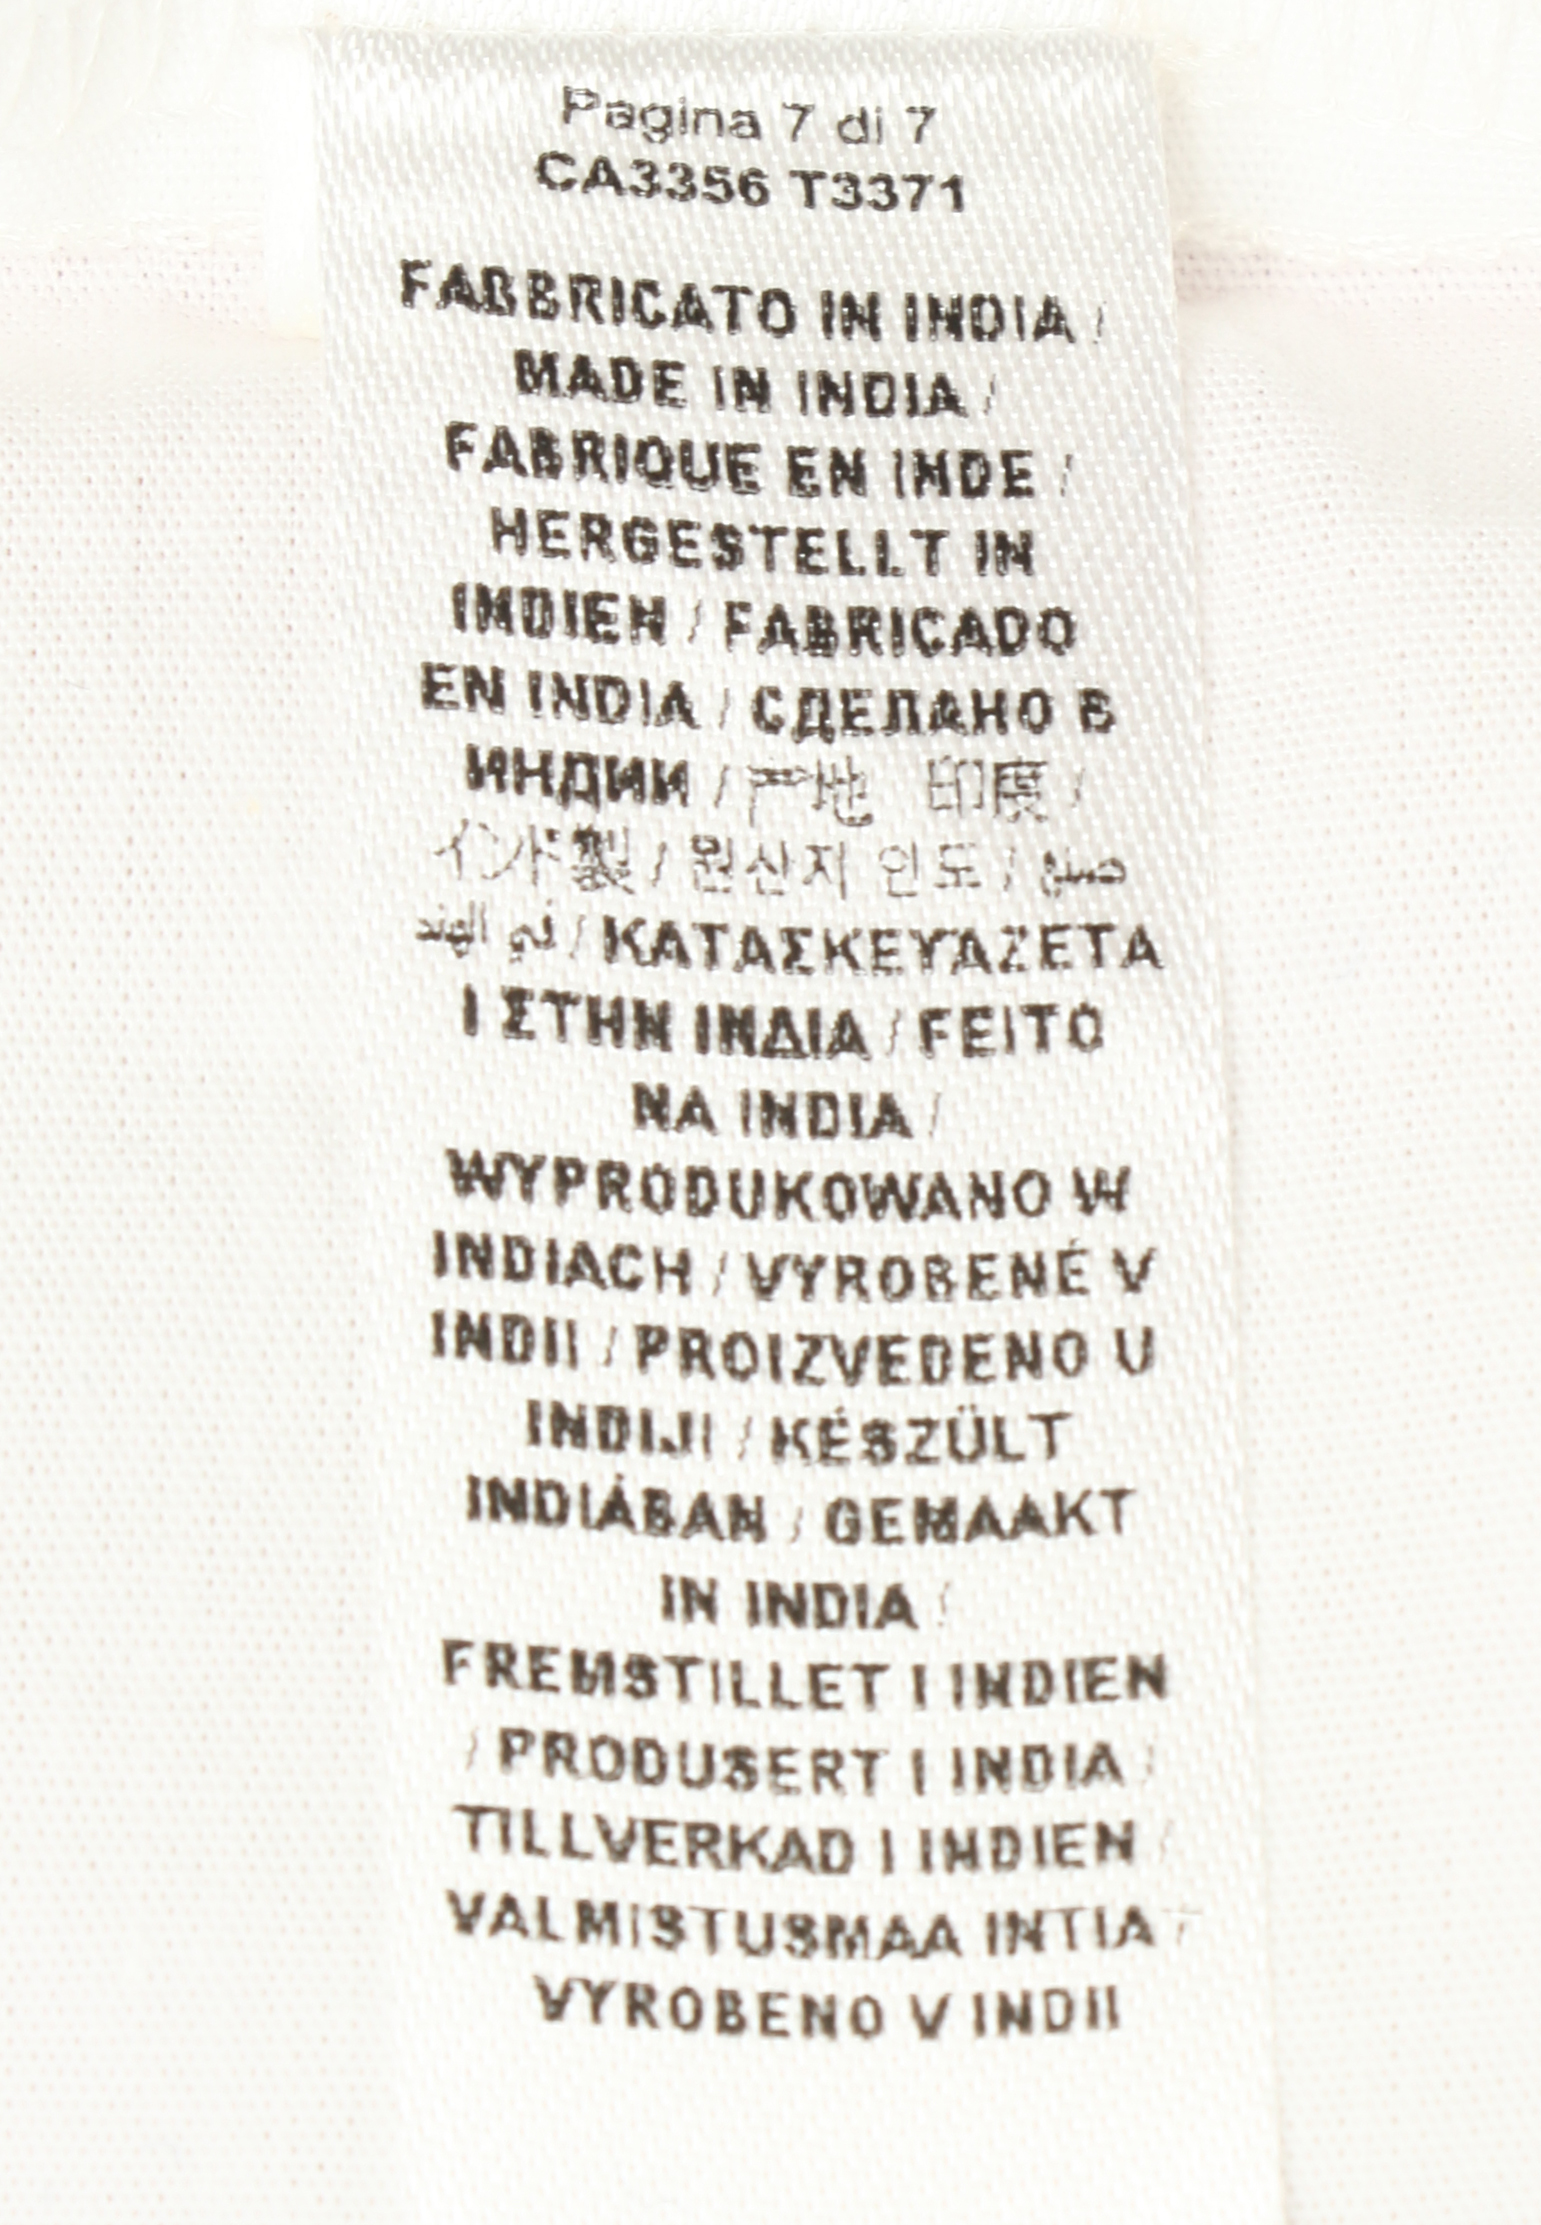 Pagina 7 di 7
CA3356 T3371
FABBRICATO IN INDIA /
MADE IN INDIA /
FABRIQUE EN INDE /
HERGESTELLT IN
INDIEN / FABRICADO
EN INDIA / СДЕЛАНО В
ИНДИИ / 产地 印度 /
インド製 / 원산지 인도 / صنع
في الهند / ΚΑΤΑΣΚΕΥΑΖΕΤΑ
Ι ΣΤΗΝ ΙΝΔΙΑ / FEITO
NA INDIA /
WYPRODUKOWANO W
INDIACH / VYROBENÉ V
INDII / PROIZVEDENO U
INDIJI / KÉSZÜLT
INDIÁBAN / GEMAAKT
IN INDIA /
FREMSTILLET I INDIEN
/ PRODUSERT I INDIA /
TILLVERKAD I INDIEN /
VALMISTUSMAA INTIA /
VYROBENO V INDII